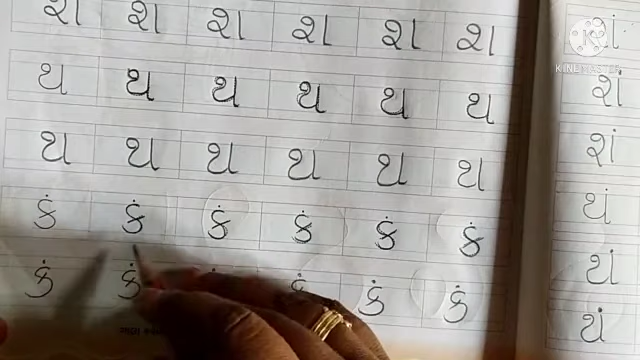 શ શ શ શ શ શ
થ થ થ થ થ થ
થ થ થ થ થ થ
કં કં કં કં કં કં
કં કં કં કં કં
શં
શં
થં
થં
થં
KINEMASTER